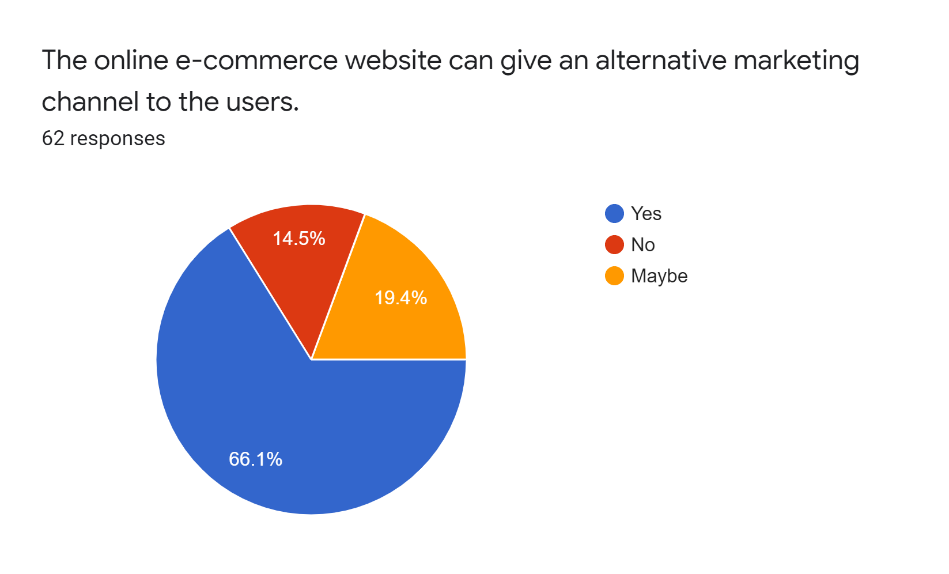 The online e-commerce website can give an alternative marketing
channel to the users.
62 responses
Yes
No
Maybe
14.5%
19.4%
66.1%